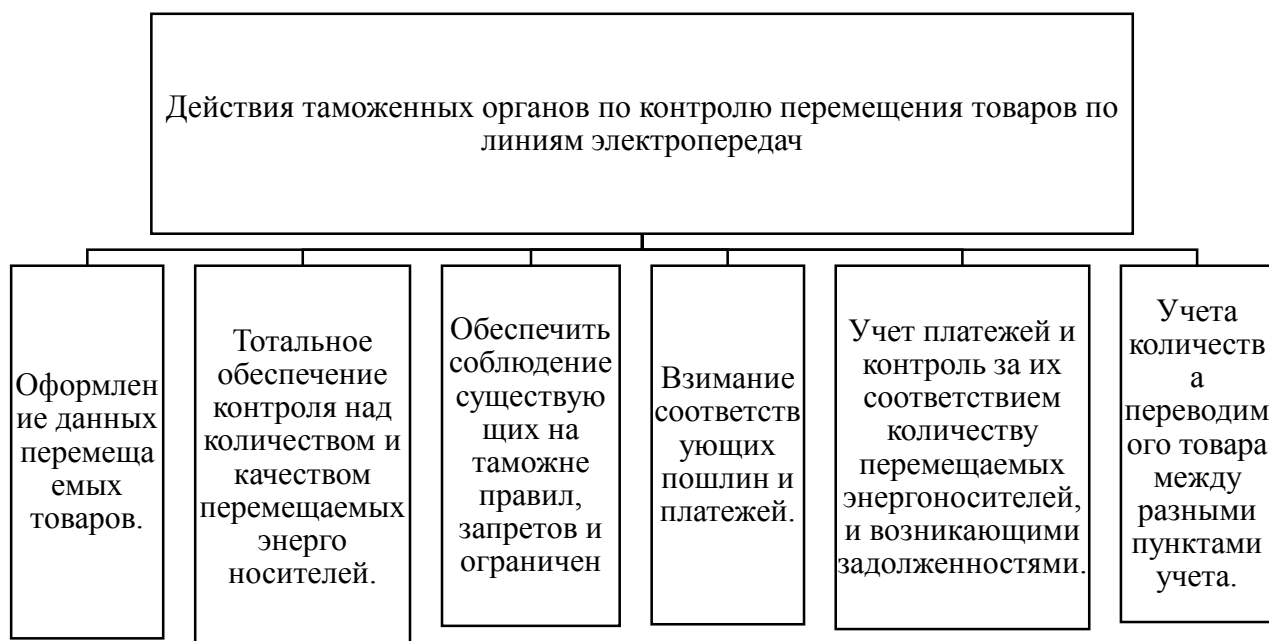 Действия таможенных органов по контролю перемещения товаров по
линиям электропередач
Оформлен
ие данных
перемеща
емых
товаров.
Тотальное
обеспечение
контроля над
количеством и
качеством
перемещаемых
энерго
носителей.
Обеспечить
соблюдение
существую
щих на
таможне
правил,
запретов и
ограничен
Взимание
соответств
ующих
пошлин и
платежей.
Учет платежей и
контроль за их
соответствием
количеству
перемещаемых
энергоносителей,
и возникающими
задолженностями.
Учета
количеств
а
переводим
ого товара
между
разными
пунктами
учета.